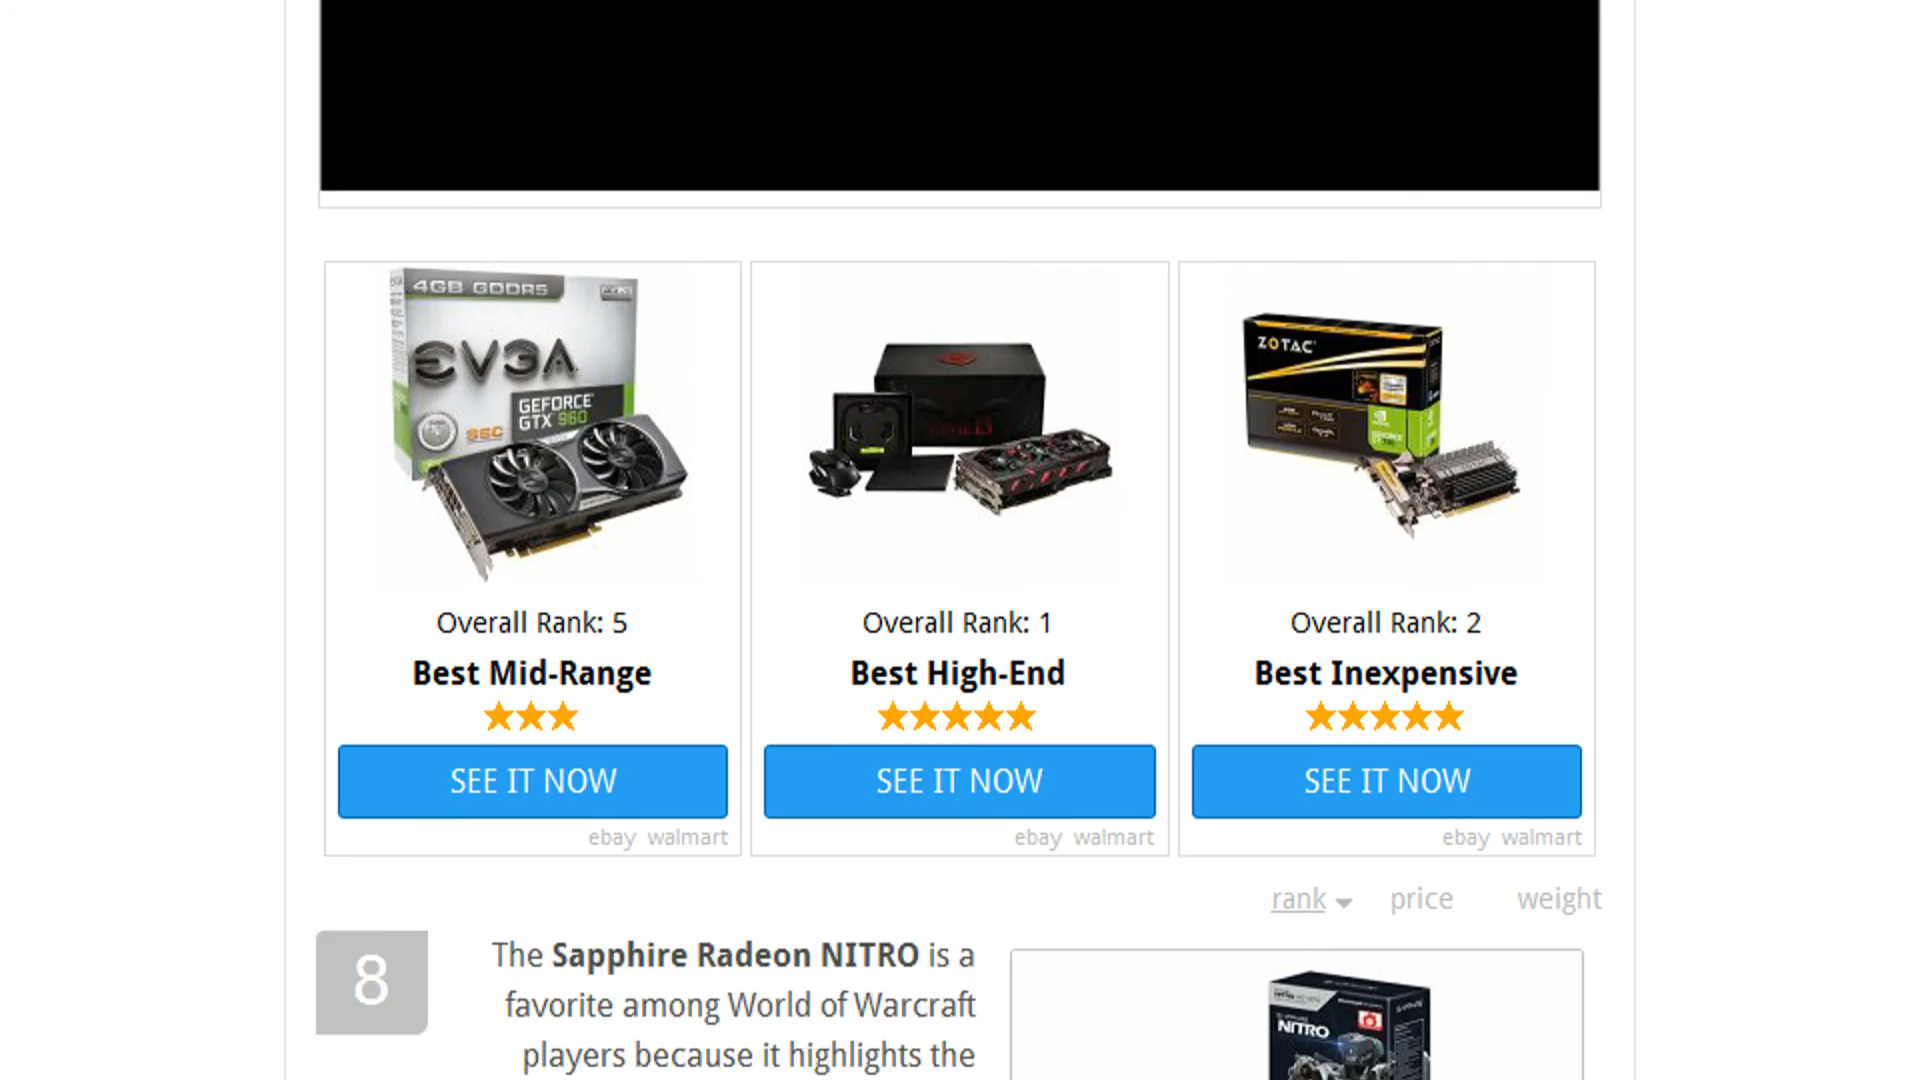 4GB GDDR5
EVGA
GEFORCE
GTX 960
SSC
ZOTAC
Overall Rank: 5
Best Mid-Range
SEE IT NOW
ebay walmart
Overall Rank: 1
Best High-End
SEE IT NOW
ebay walmart
Overall Rank: 2
Best Inexpensive
SEE IT NOW
ebay walmart
rank price weight
8
The Sapphire Radeon NITRO is a
favorite among World of Warcraft
players because it highlights the
NITRO